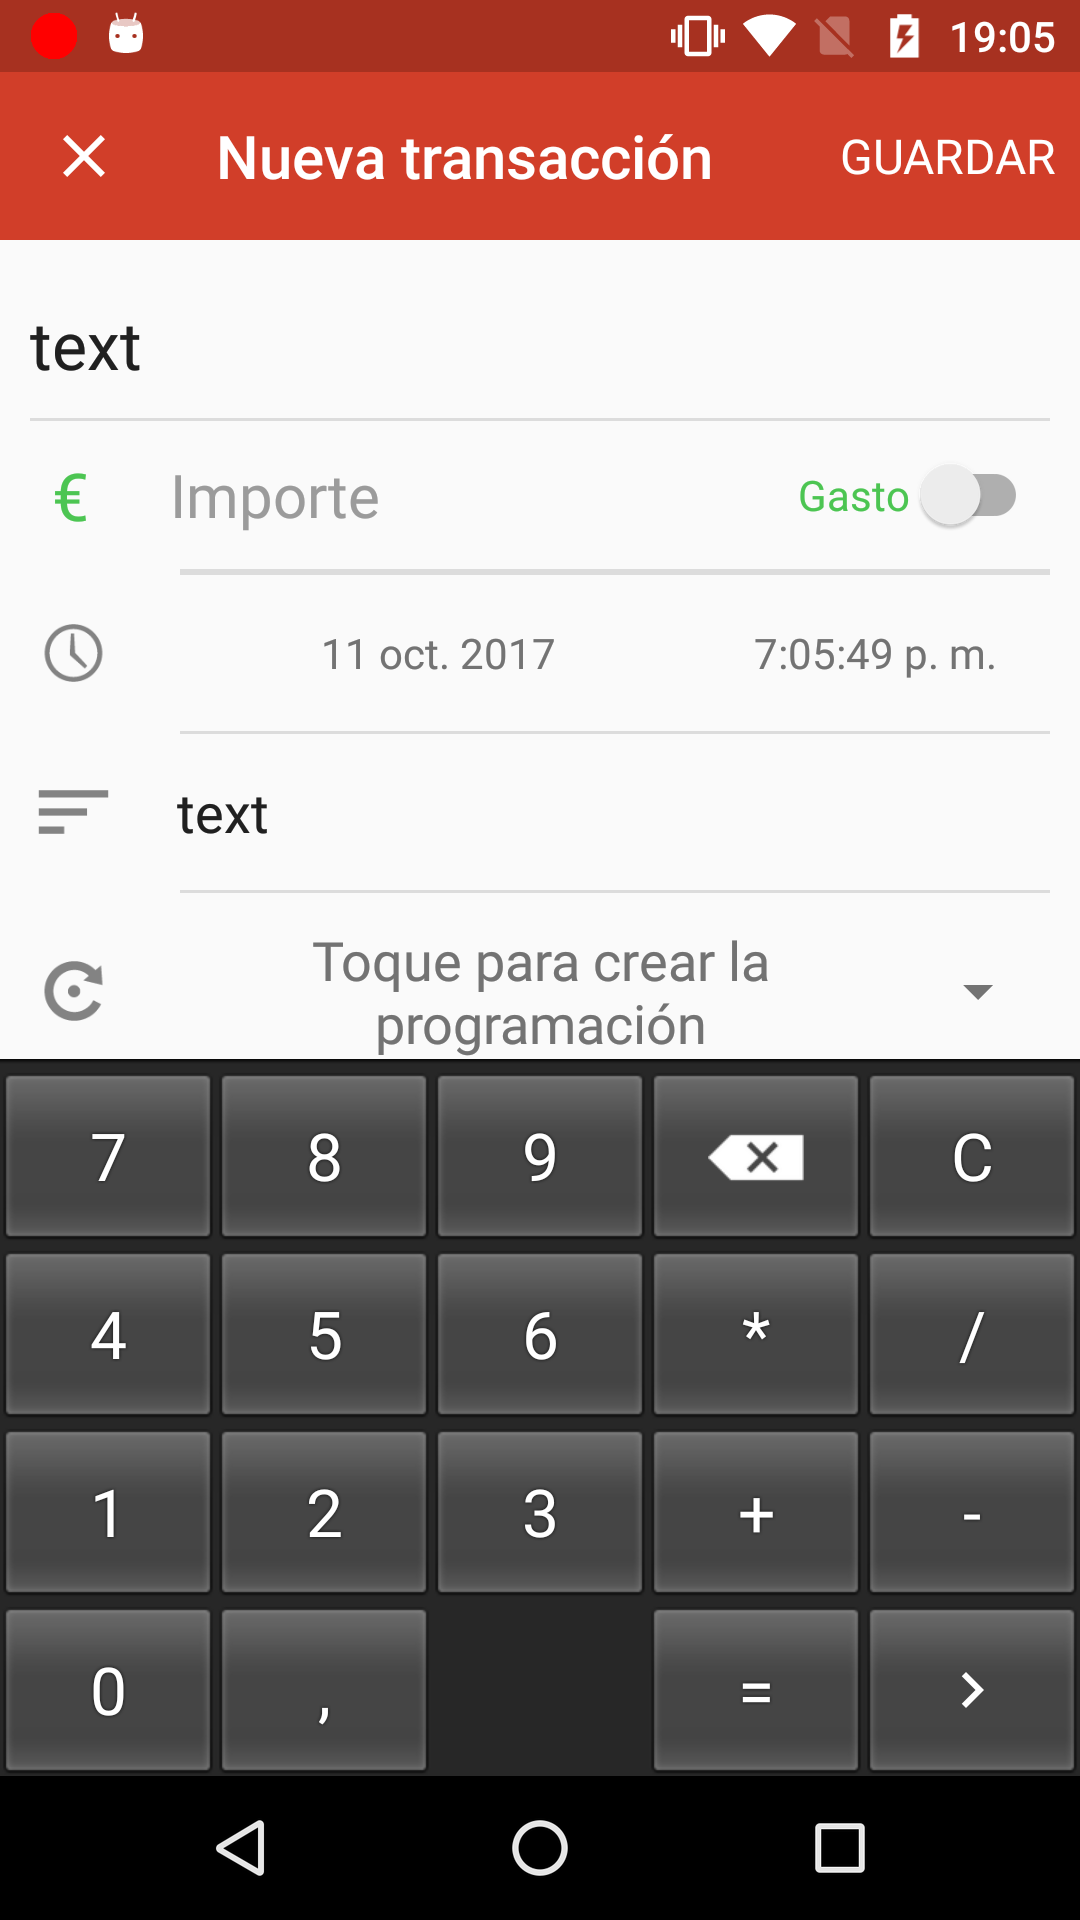 19:05
Nueva transacción GUARDAR
text
€ Importe Gasto
11 oct. 2017 7:05:49 p. m.
text
Toque para crear la
programación
7 8 9 C
4 5 6 * /
1 2 3 + -
0 , = >